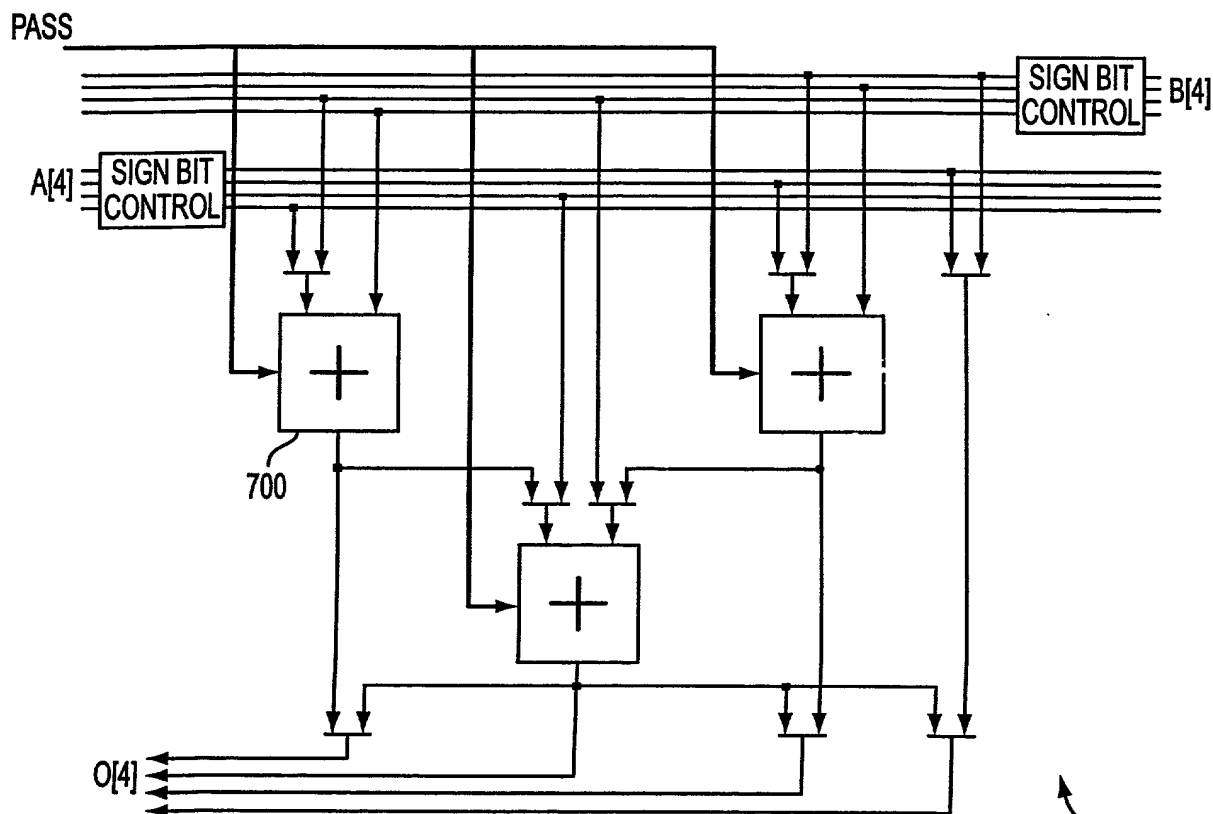 PASS
SIGN BIT
CONTROL
B[4]
A[4]
SIGN BIT
CONTROL
+
+
700
+
O[4]